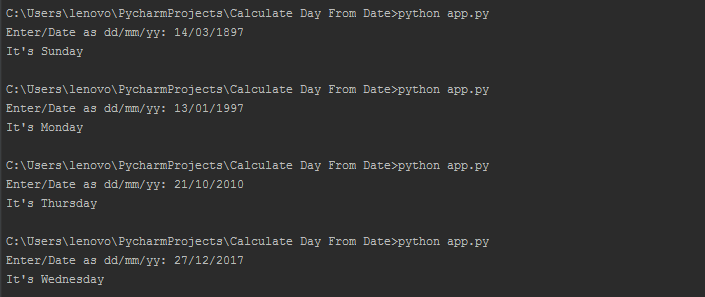 C:\Users\lenovo\PycharmProjects\Calculate Day From Date>python app.py
Enter/Date as dd/mm/yy: 14/03/1897
It's Sunday
C:\Users\lenovo\PycharmProjects\Calculate Day From Date>python app.py
Enter/Date as dd/mm/yy: 13/01/1997
It's Monday
C:\Users\lenovo\PycharmProjects\Calculate Day From Date>python app.py
Enter/Date as dd/mm/yy: 21/10/2010
It's Thursday
C:\Users\lenovo\PycharmProjects\Calculate Day From Date>python app.py
Enter/Date as dd/mm/yy: 27/12/2017
It's Wednesday